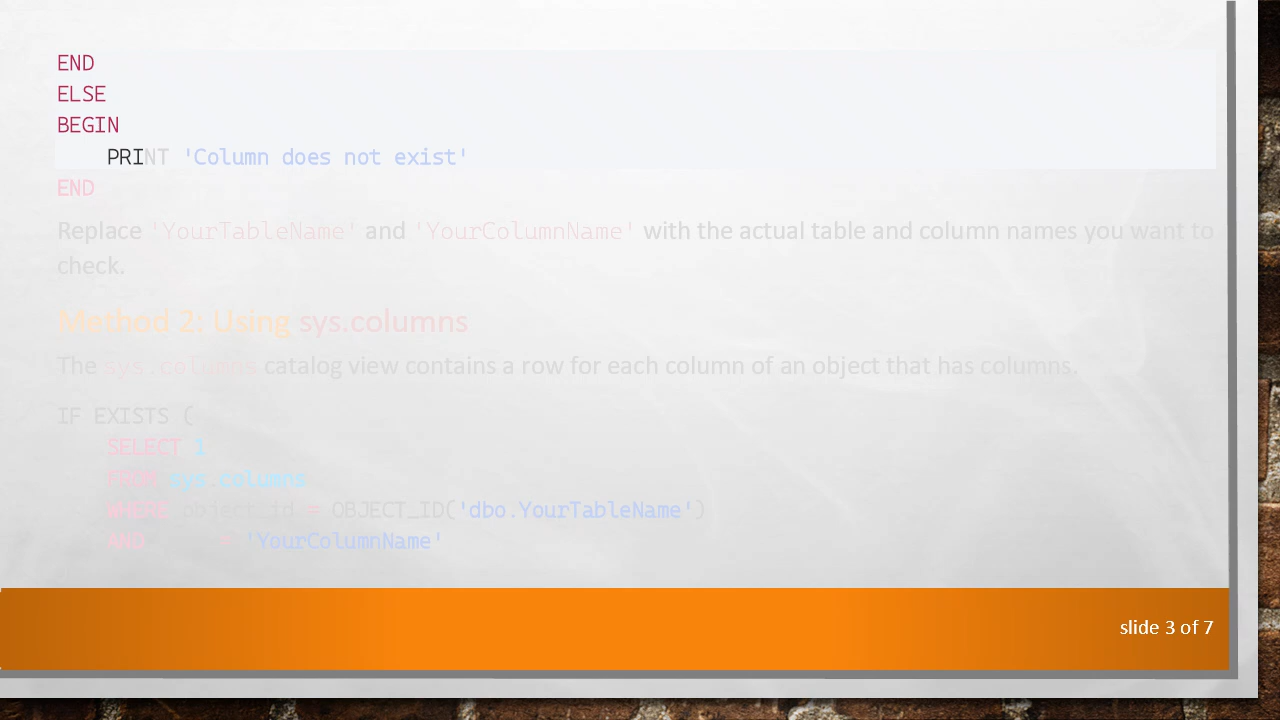 END
ELSE
BEGIN
    PRINT 'Column does not exist'
END
Replace 'YourTableName' and 'YourColumnName' with the actual table and column names you want to
check.
Method 2: Using sys.columns
The sys.columns catalog view contains a row for each column of an object that has columns.
IF EXISTS (
    SELECT 1
    FROM sys.columns
    WHERE object_id = OBJECT_ID('dbo.YourTableName')
    AND = 'YourColumnName'
slide 3 of 7